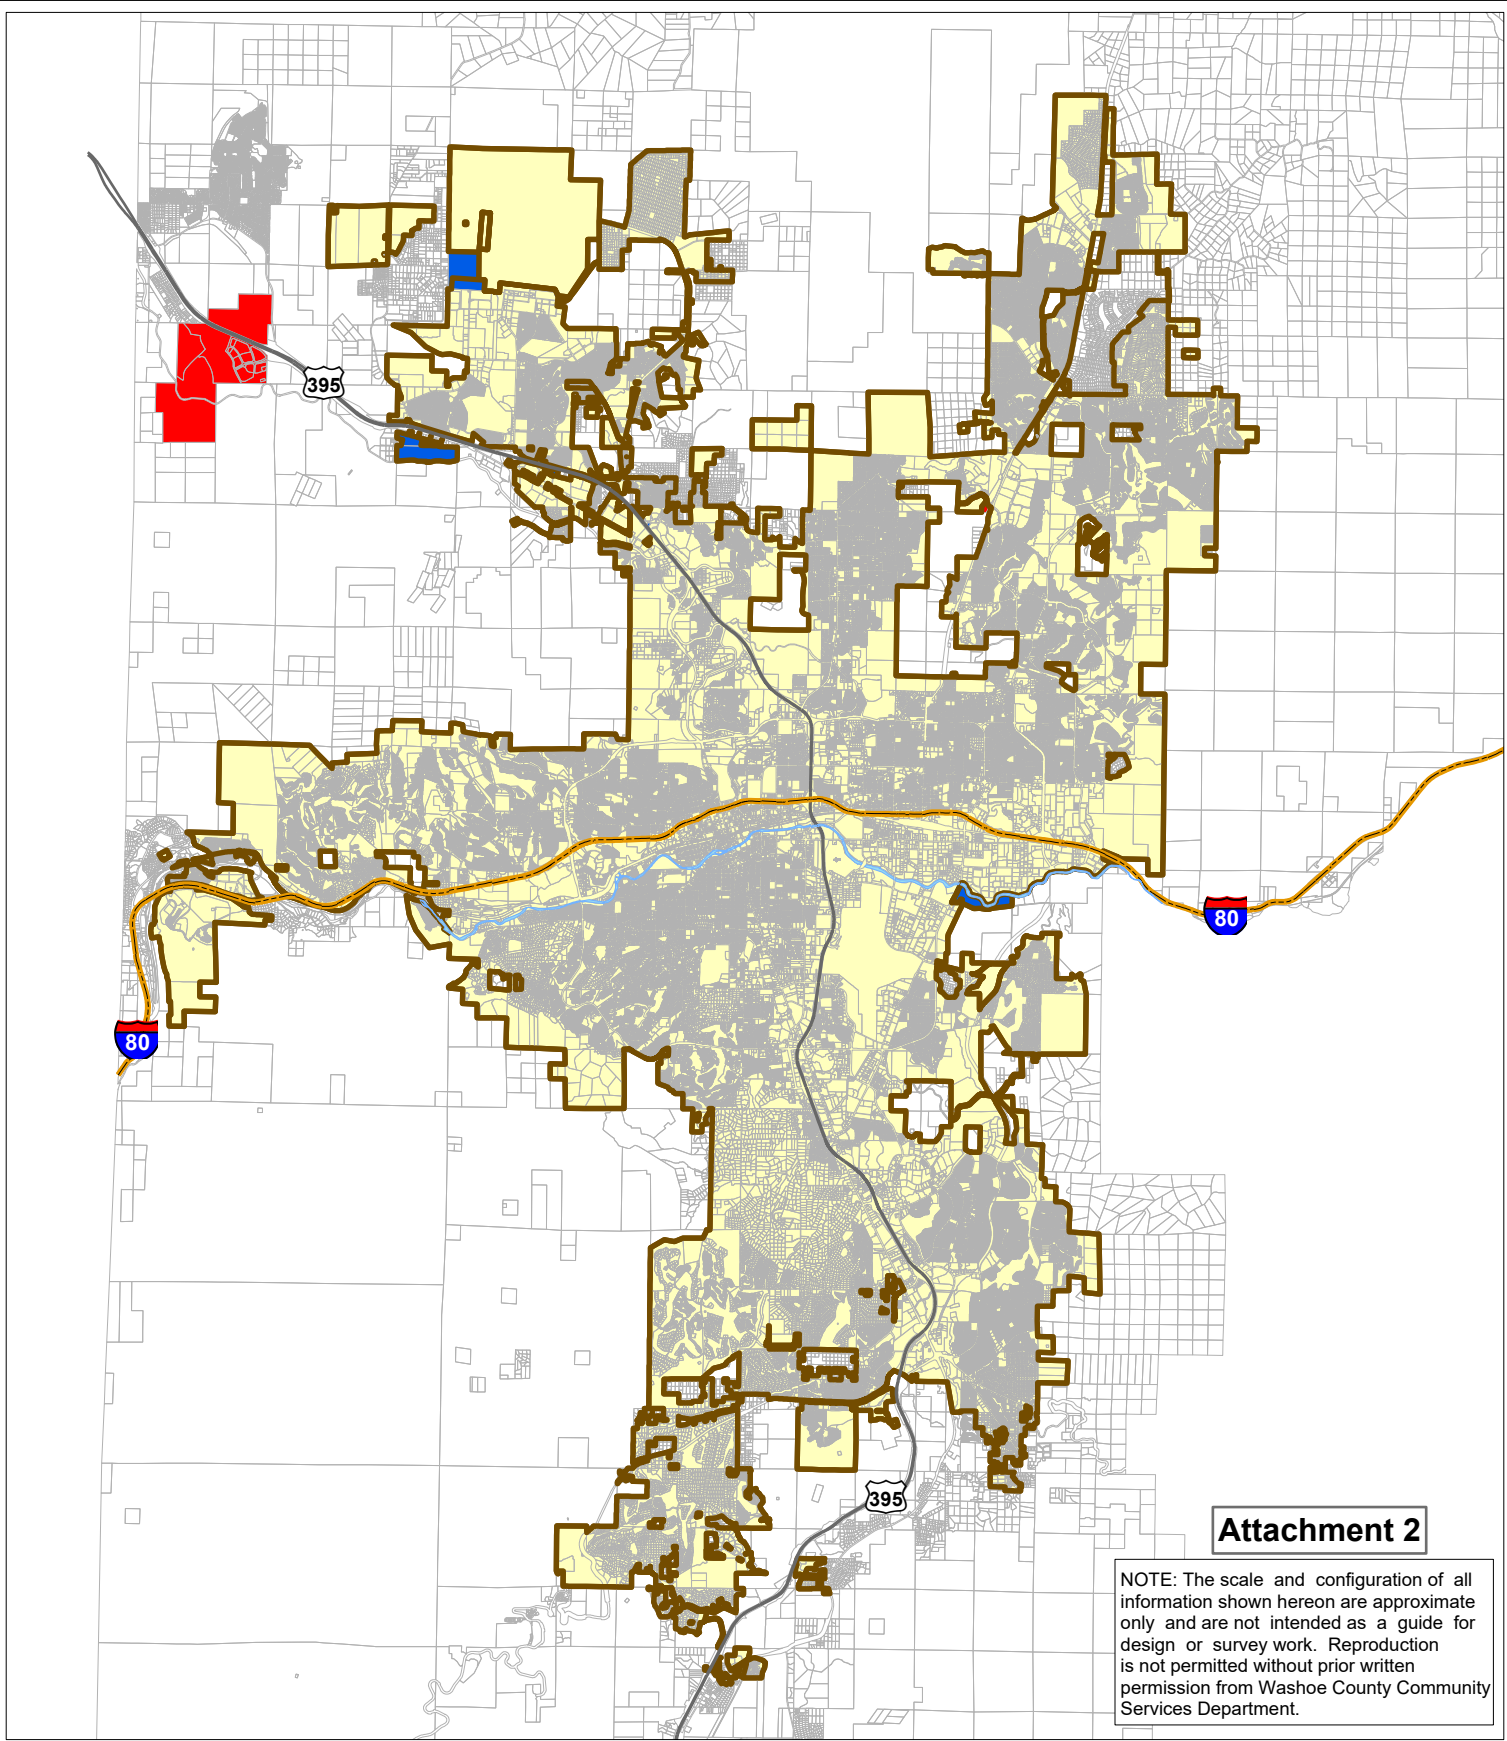 395
80
80
395
Attachment 2
NOTE: The scale and configuration of all
information shown hereon are approximate
only and are not intended as a guide for
design or survey work. Reproduction
is not permitted without prior written
permission from Washoe County Community
Services Department.